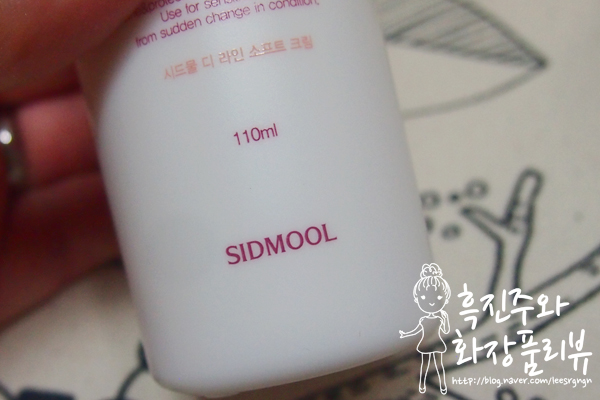 Use for sensi
from sudden change in condition.
시드물 디 라민 소프트 크림
110ml
SIDMOOL
흑진주와
화장품리뷰
http://blog.naver.com/leesrgngn